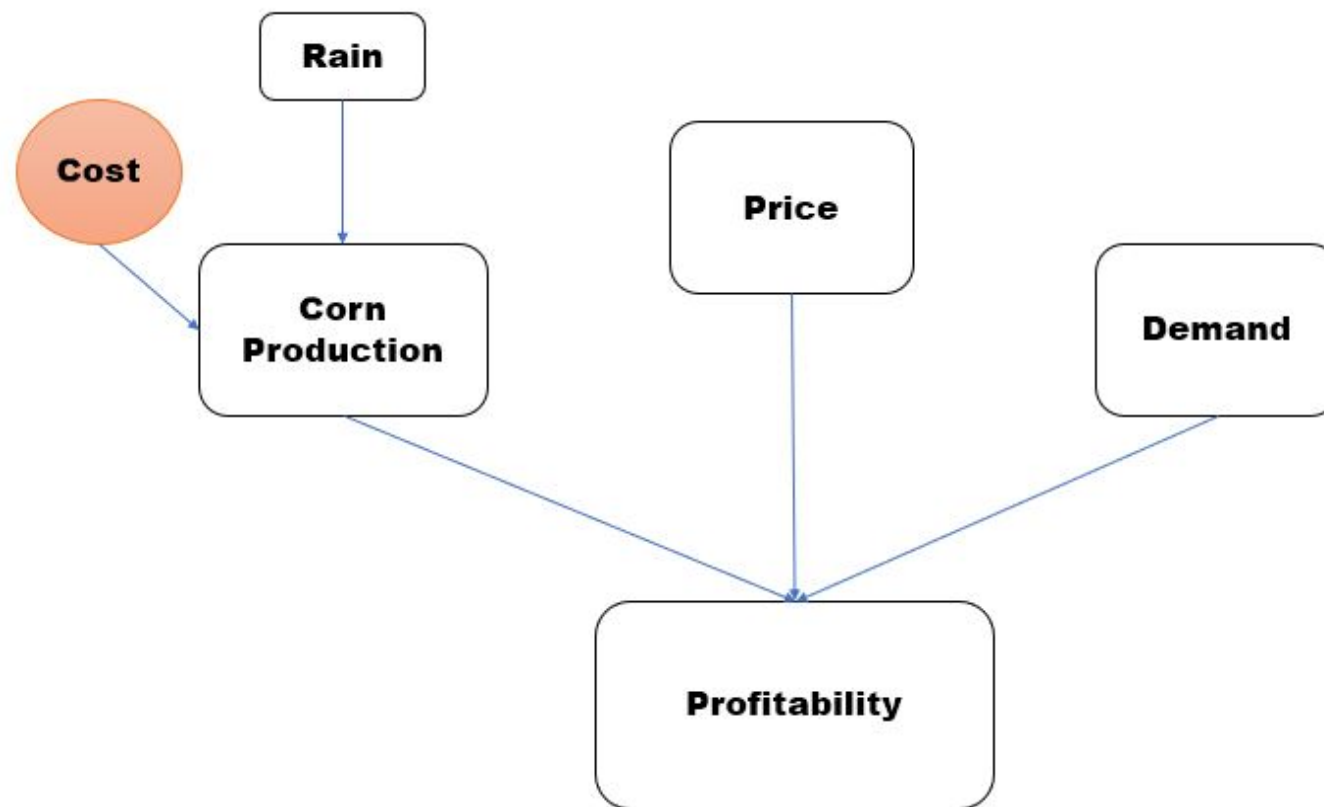 Rain
Cost
Price
Corn
Production
Demand
Profitability